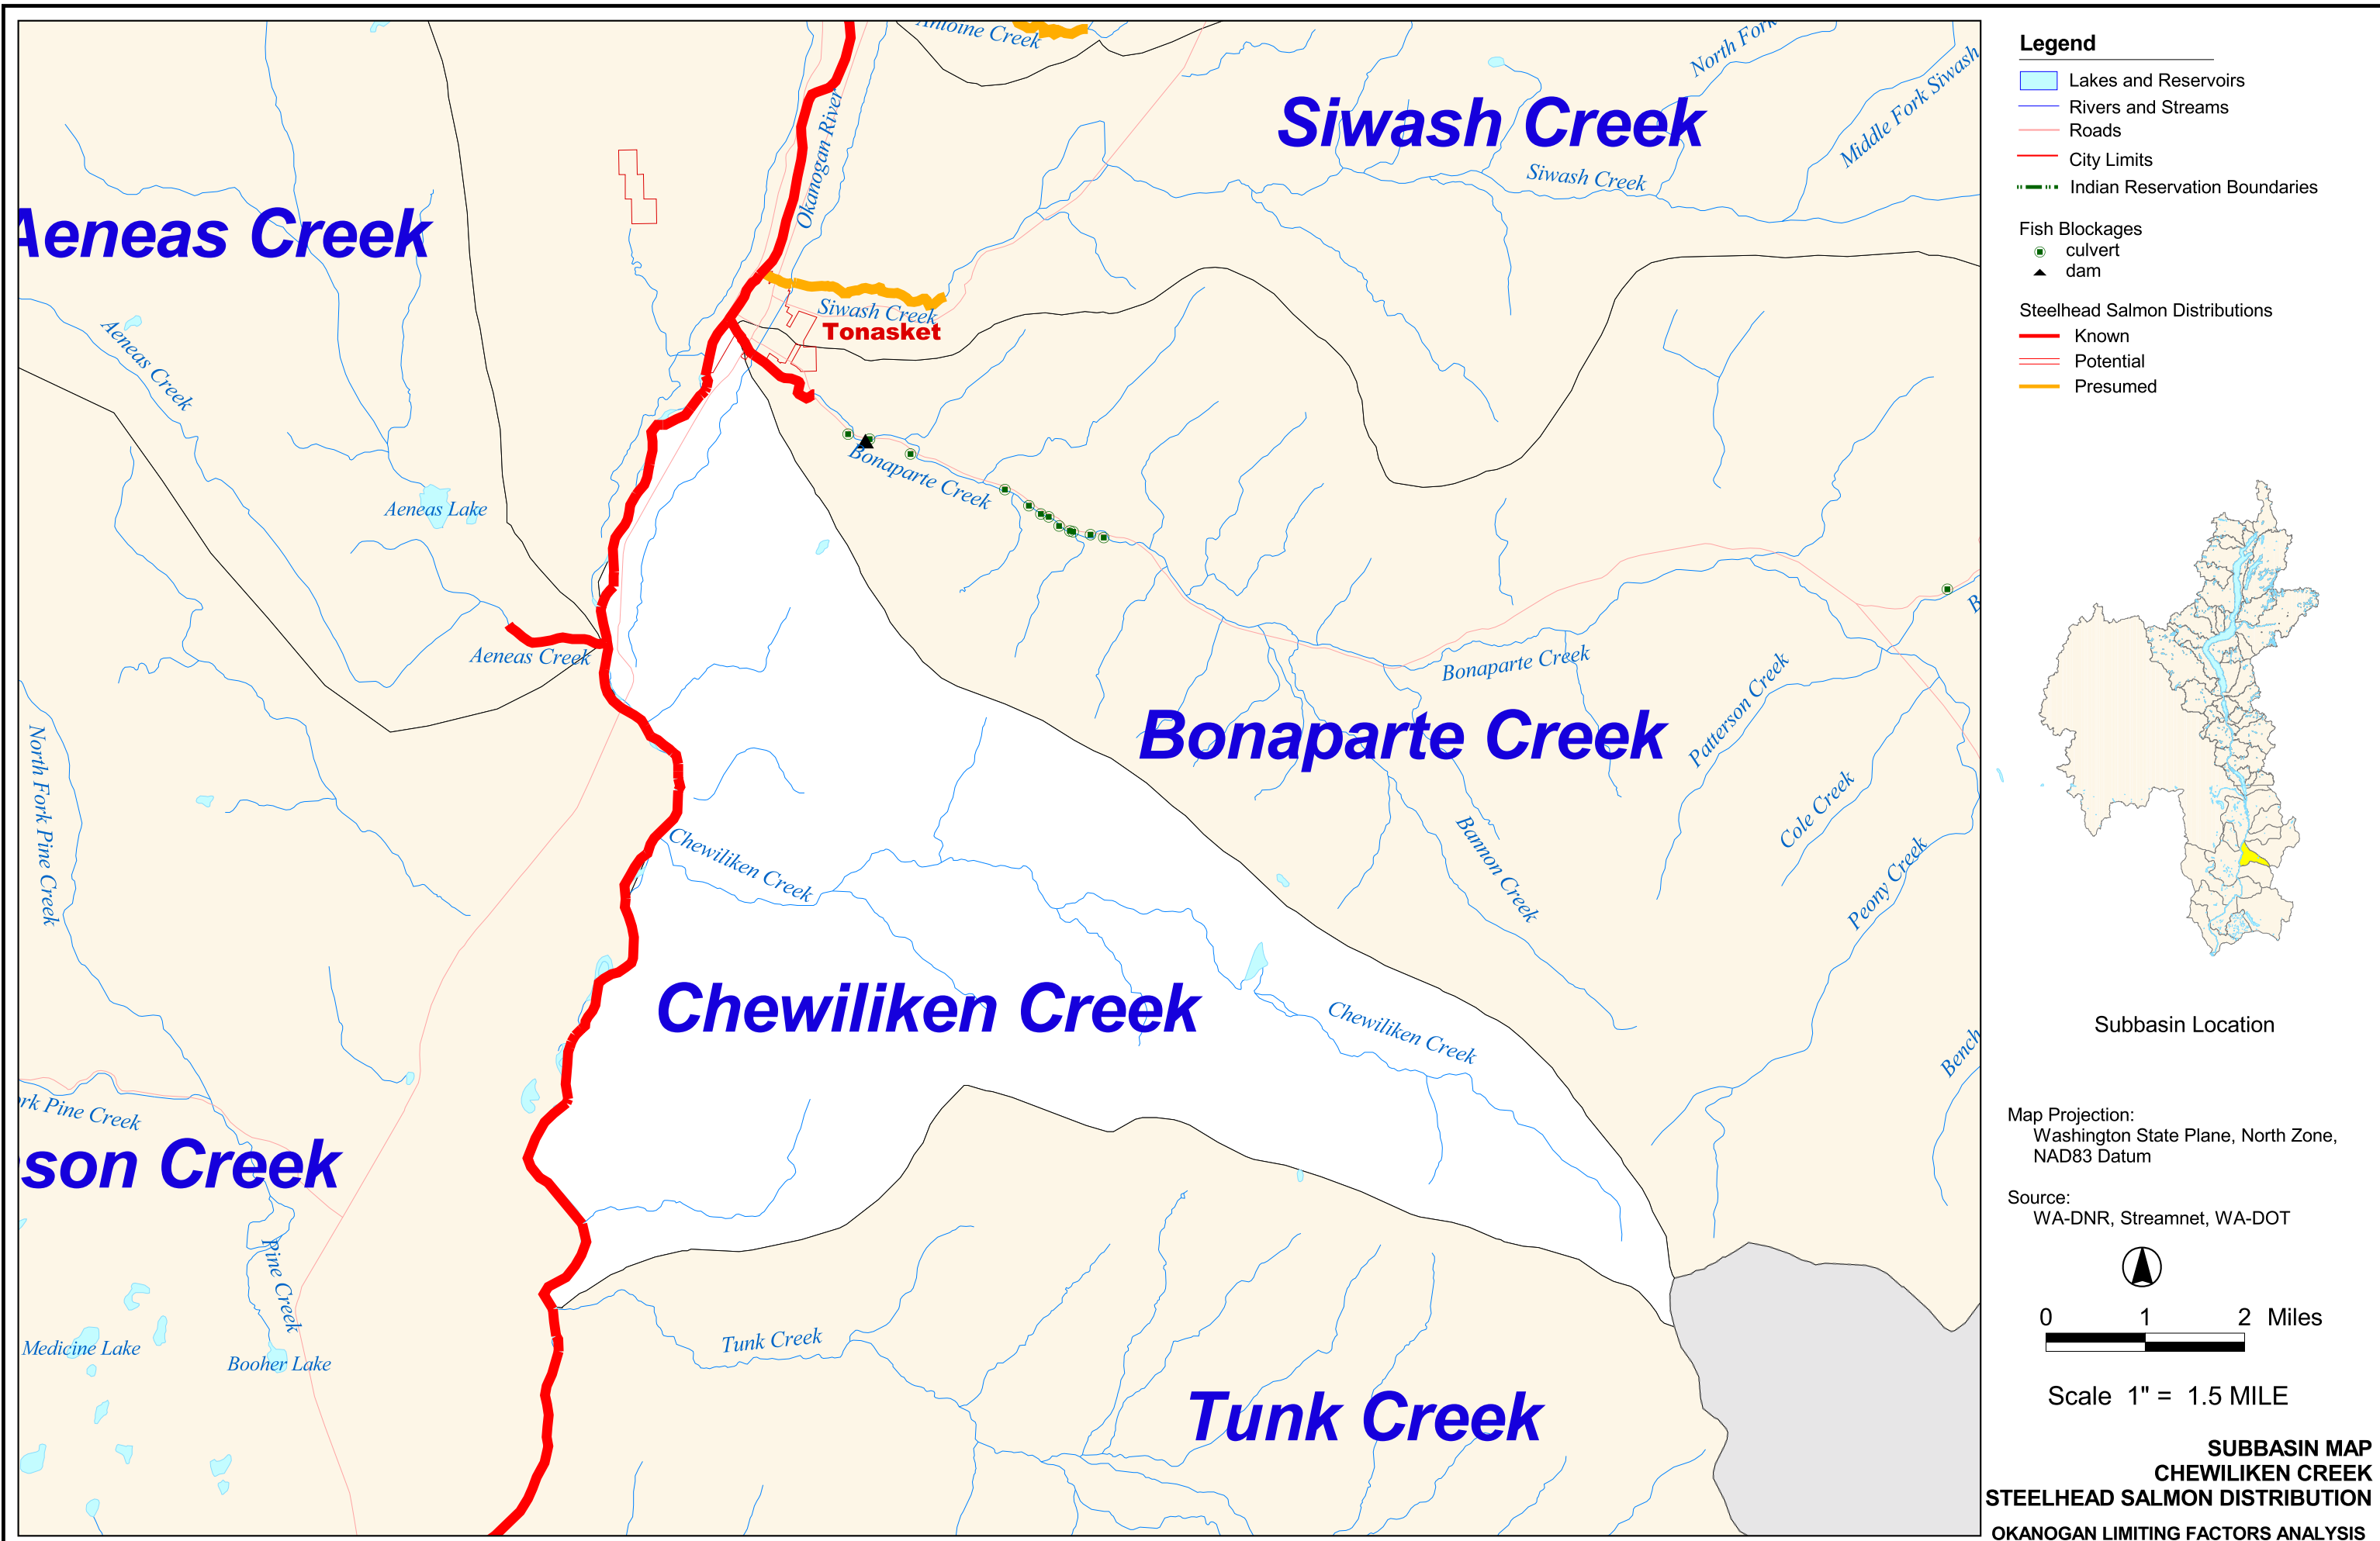 Antoine Creek
North Fork
Middle Fork Siwash
Siwash Creek
Siwash Creek
Okanogan River
Aeneas Creek
Siwash Creek
Tonasket
Aeneas Creek
Bonaparte Creek
Aeneas Lake
Aeneas Creek
Bonaparte Creek
Patterson Creek
Bonaparte Creek
North Fork Pine Creek
Cole Creek
Chewiliken Creek
Bannon Creek
Peony Creek
Chewiliken Creek
Chewiliken Creek
Bench
rk Pine Creek
son Creek
Pine Creek
Medicine Lake
Booher Lake
Tunk Creek
Tunk Creek
Legend
Lakes and Reservoirs
Rivers and Streams
Roads
City Limits
Indian Reservation Boundaries
Fish Blockages
culvert
dam
Steelhead Salmon Distributions
Known
Potential
Presumed
Subbasin Location
Map Projection:
Washington State Plane, North Zone,
NAD83 Datum
Source:
WA-DNR, Streamnet, WA-DOT
0 1 2 Miles
Scale 1" = 1.5 MILE
SUBBASIN MAP
CHEWILIKEN CREEK
STEELHEAD SALMON DISTRIBUTION
OKANOGAN LIMITING FACTORS ANALYSIS